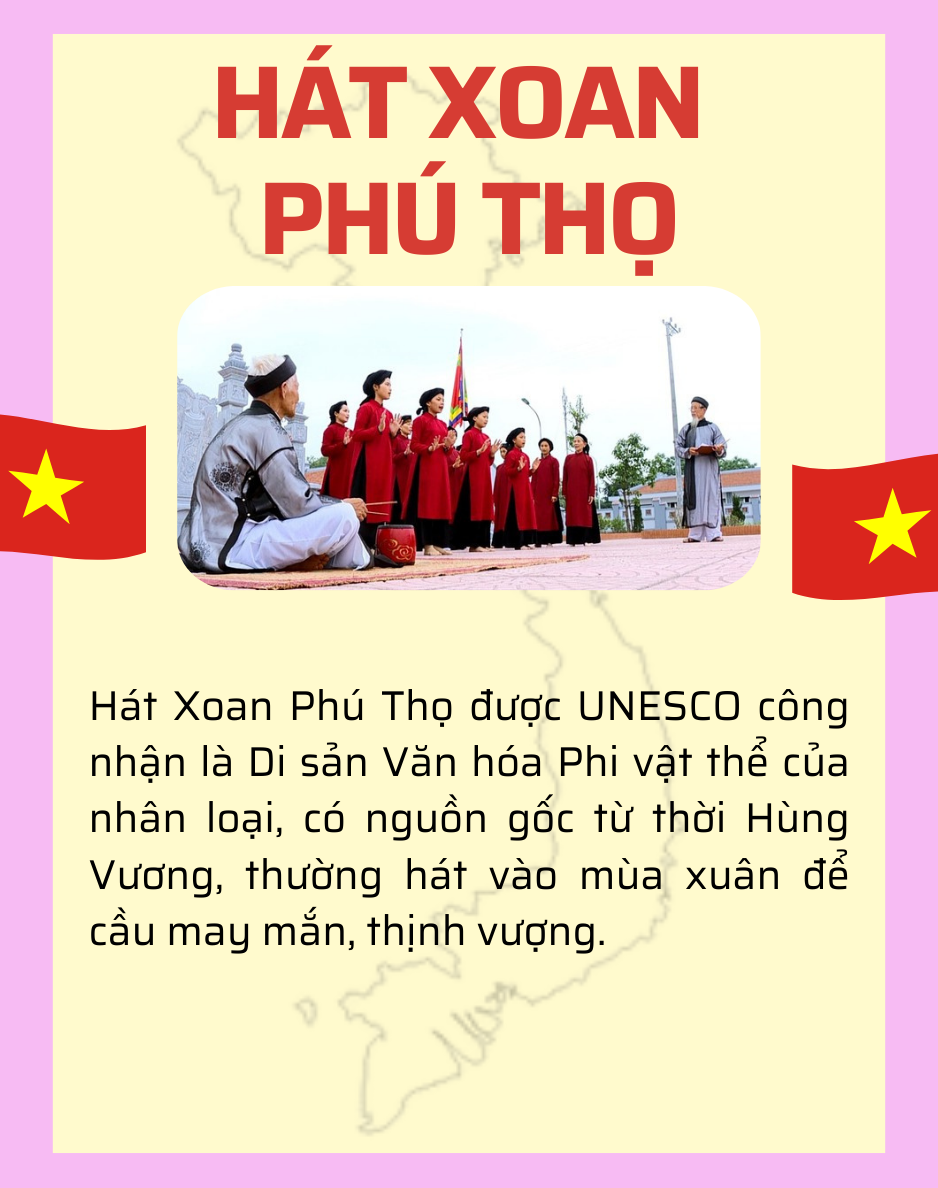 HÁT XOAN
PHÚ THỌ
Hát Xoan Phú Thọ được UNESCO công
nhận là Di sản Văn hóa Phi vật thể của
nhân loại, có nguồn gốc từ thời Hùng
Vương, thường hát vào mùa xuân để
cầu may mắn, thịnh vượng.